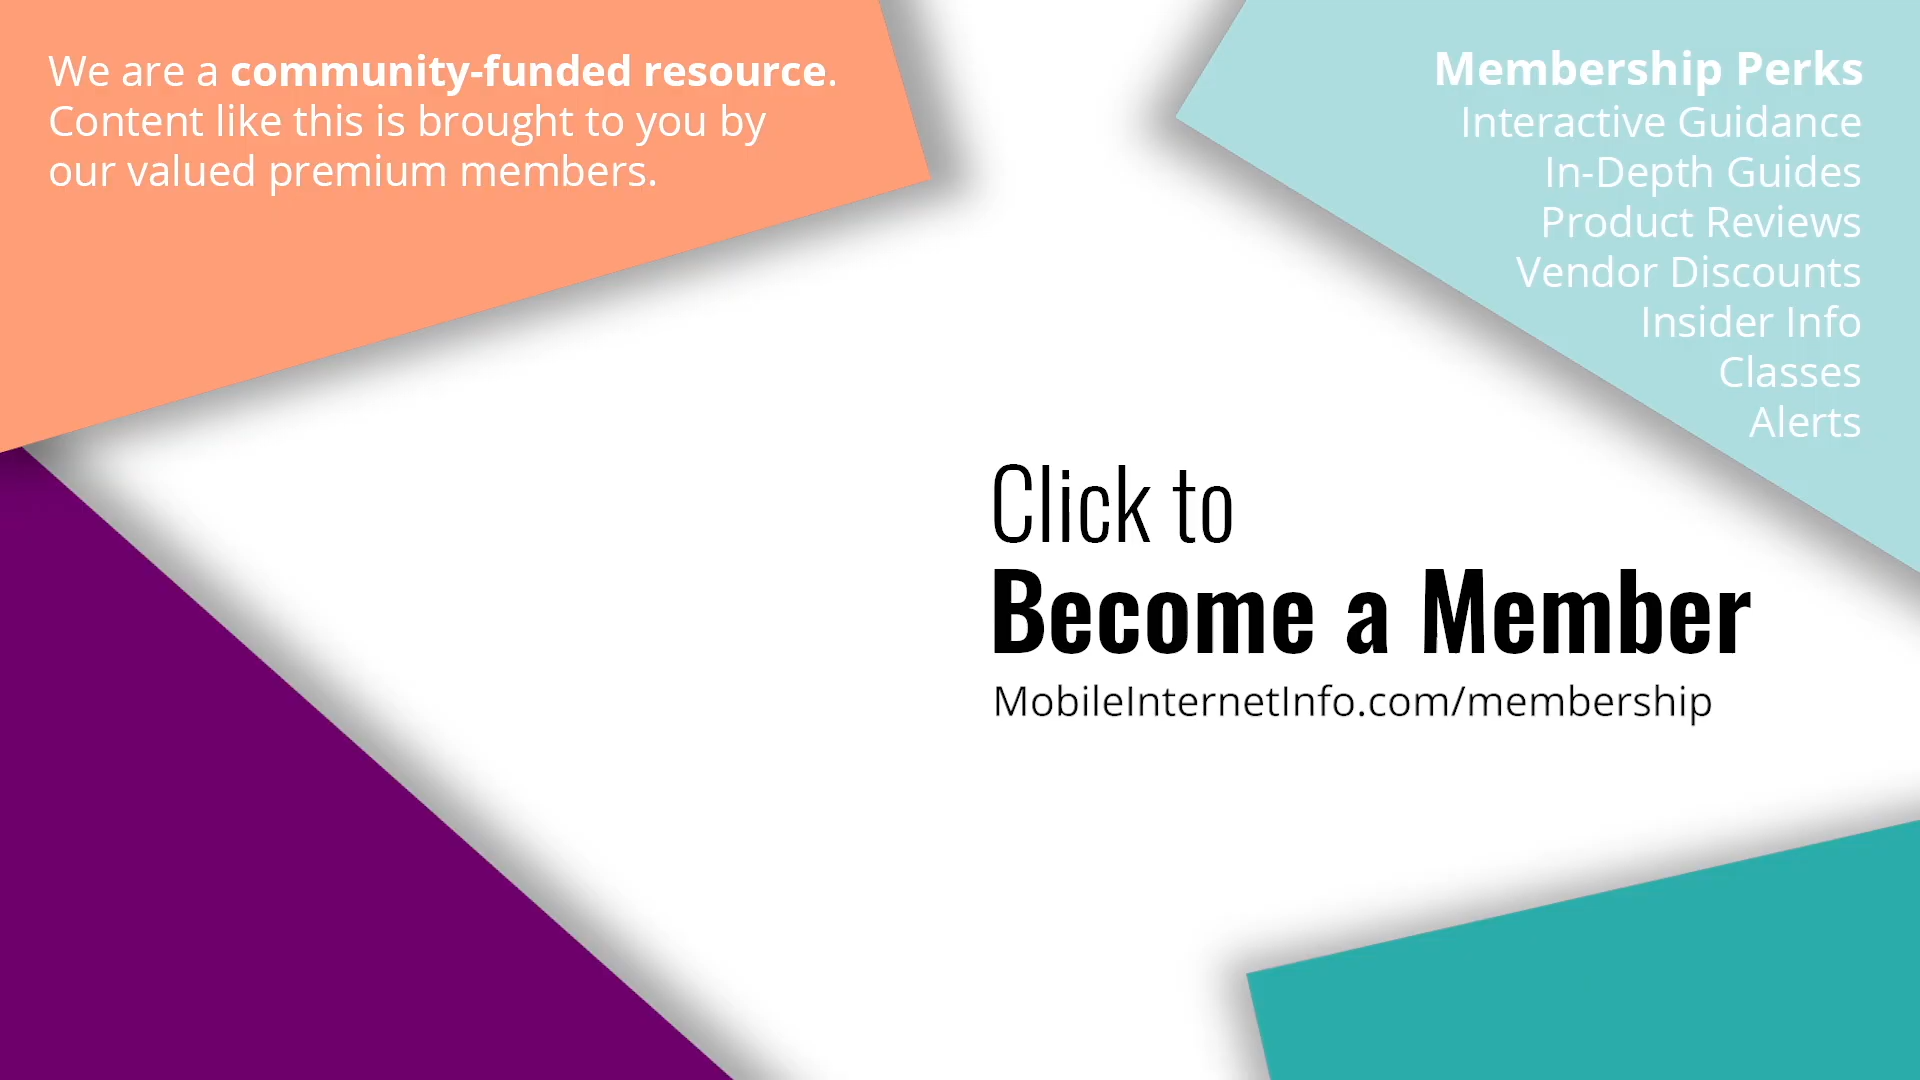 We are a community-funded resource.
Content like this is brought to you by
our valued premium members.
Membership Perks
Interactive Guidance
In-Depth Guides
Product Reviews
Vendor Discounts
Insider Info
Classes
Alerts
Click to
Become a Member
MobileInternetInfo.com/membership